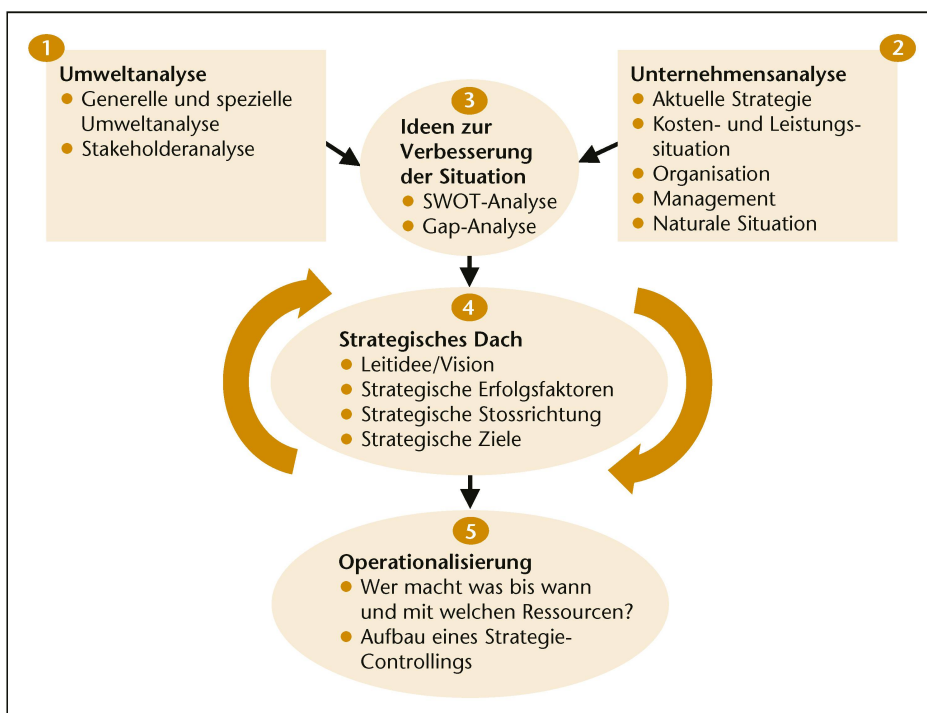 1
Umweltanalyse
● Generelle und spezielle
Umweltanalyse
● Stakeholderanalyse
2
Unternehmensanalyse
● Aktuelle Strategie
● Kosten- und Leistungs-
situation
● Organisation
● Management
● Naturale Situation
3
Ideen zur
Verbesserung
der Situation
● SWOT-Analyse
● Gap-Analyse
4
Strategisches Dach
● Leitidee/Vision
● Strategische Erfolgsfaktoren
● Strategische Stossrichtung
● Strategische Ziele
5
Operationalisierung
● Wer macht was bis wann
und mit welchen Ressourcen?
● Aufbau eines Strategie-
Controllings